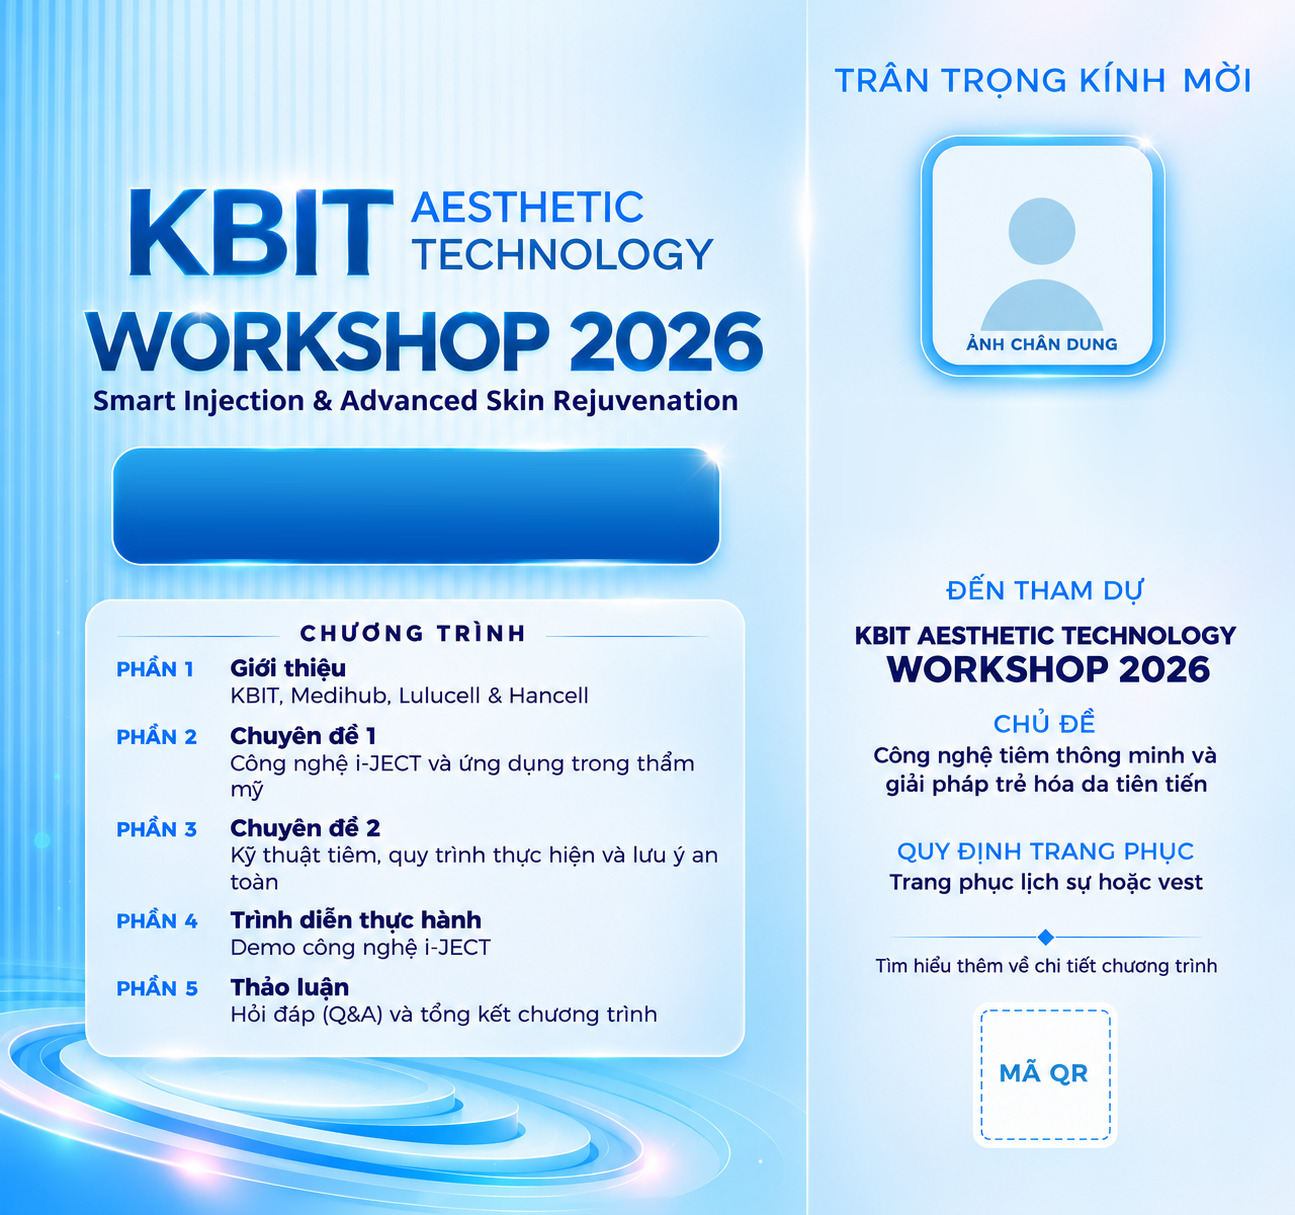 KBIT AESTHETIC
TECHNOLOGY
WORKSHOP 2026
Smart Injection & Advanced Skin Rejuvenation
CHƯƠNG TRÌNH
PHẦN 1 Giới thiệu
KBIT, Medihub, Lulucell & Hancell
PHẦN 2 Chuyên đề 1
Công nghệ i-JECT và ứng dụng trong thẩm
mỹ
PHẦN 3 Chuyên đề 2
Kỹ thuật tiêm, quy trình thực hiện và lưu ý an
toàn
PHẦN 4 Trình diễn thực hành
Demo công nghệ i-JECT
PHẦN 5 Thảo luận
Hỏi đáp (Q&A) và tổng kết chương trình
TRÂN TRỌNG KÍNH MỜI
ẢNH CHÂN DUNG
ĐẾN THAM DỰ
KBIT AESTHETIC TECHNOLOGY
WORKSHOP 2026
CHỦ ĐỀ
Công nghệ tiêm thông minh và
giải pháp trẻ hóa da tiên tiến
QUY ĐỊNH TRANG PHỤC
Trang phục lịch sự hoặc vest
Tìm hiểu thêm về chi tiết chương trình
MÃ QR